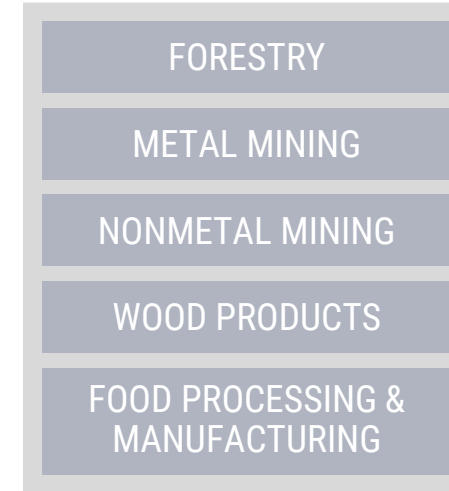 FORESTRY
METAL MINING
NONMETAL MINING
WOOD PRODUCTS
FOOD PROCESSING &
MANUFACTURING